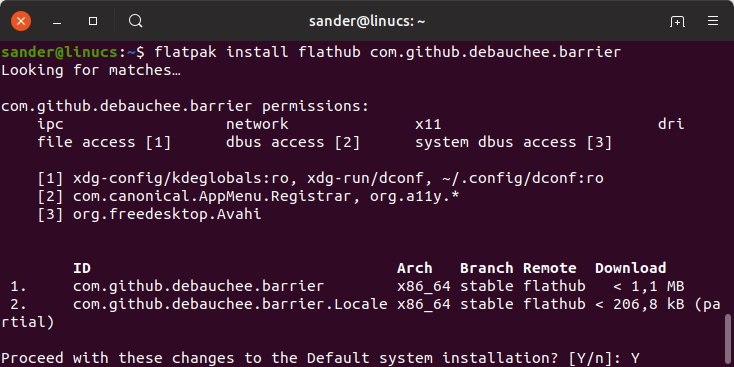 sander@linucs: ~
sander@linucs:~$ flatpak install flathub com.github.debauchee.barrier
Looking for matches…
com.github.debauchee.barrier permissions:
ipc network x11 dri
file access [1] dbus access [2] system dbus access [3]
[1] xdg-config/kdeglobals:ro, xdg-run/dconf, ~/.config/dconf:ro
[2] com.canonical.AppMenu.Registrar, org.a11y.*
[3] org.freedesktop.Avahi
ID Arch Branch Remote Download
1. com.github.debauchee.barrier x86_64 stable flathub < 1,1 MB
2. com.github.debauchee.barrier.Locale x86_64 stable flathub < 206,8 kB (pa
rtial)
Proceed with these changes to the Default system installation? [Y/n]: Y